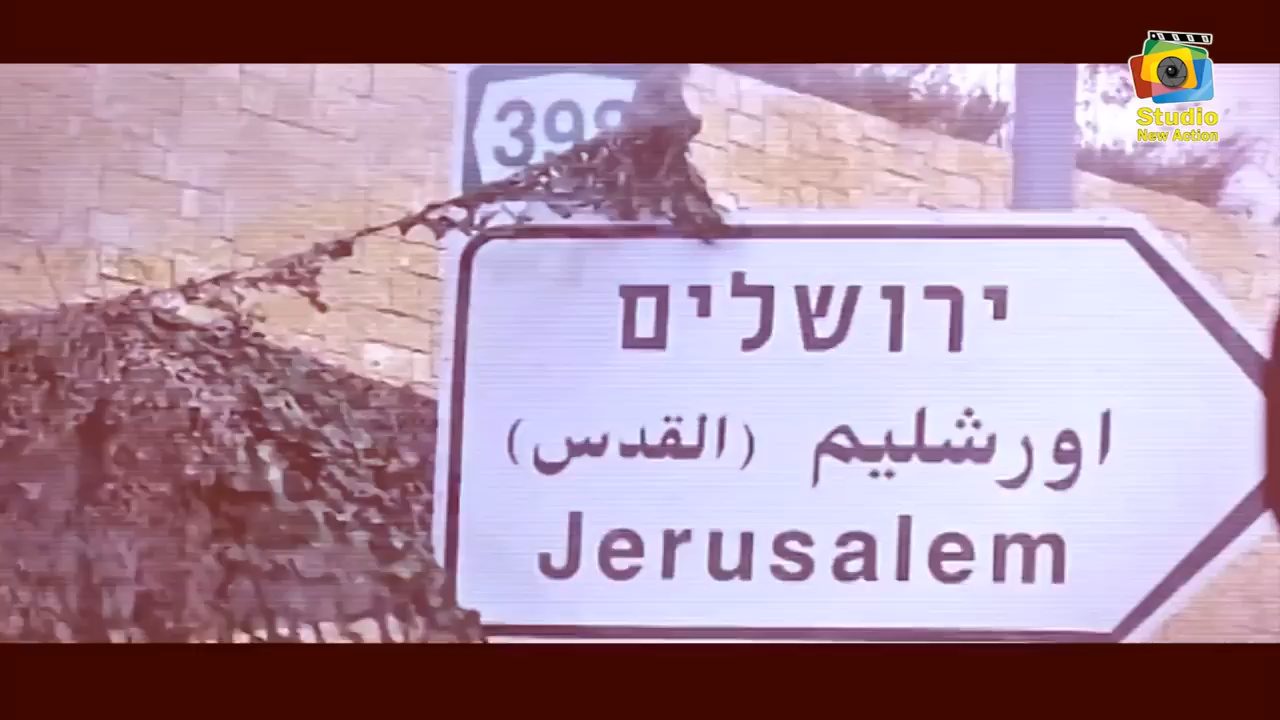 Studio
New Action
ירושלים
اورشليم (القدس)
Jerusalem